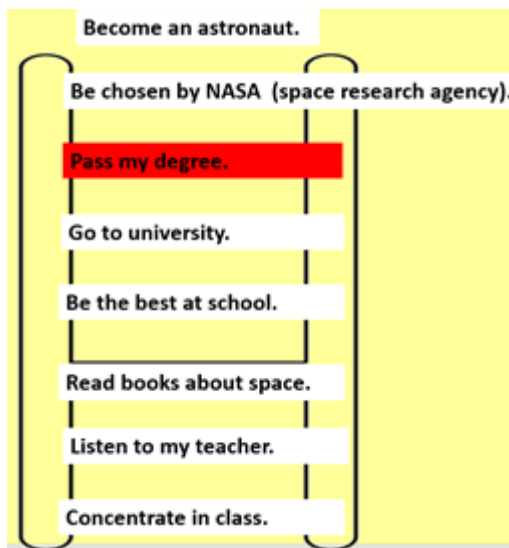 Become an astronaut.
Be chosen by NASA (space research agency).
Pass my degree.
Go to university.
Be the best at school.
Read books about space.
Listen to my teacher.
Concentrate in class.